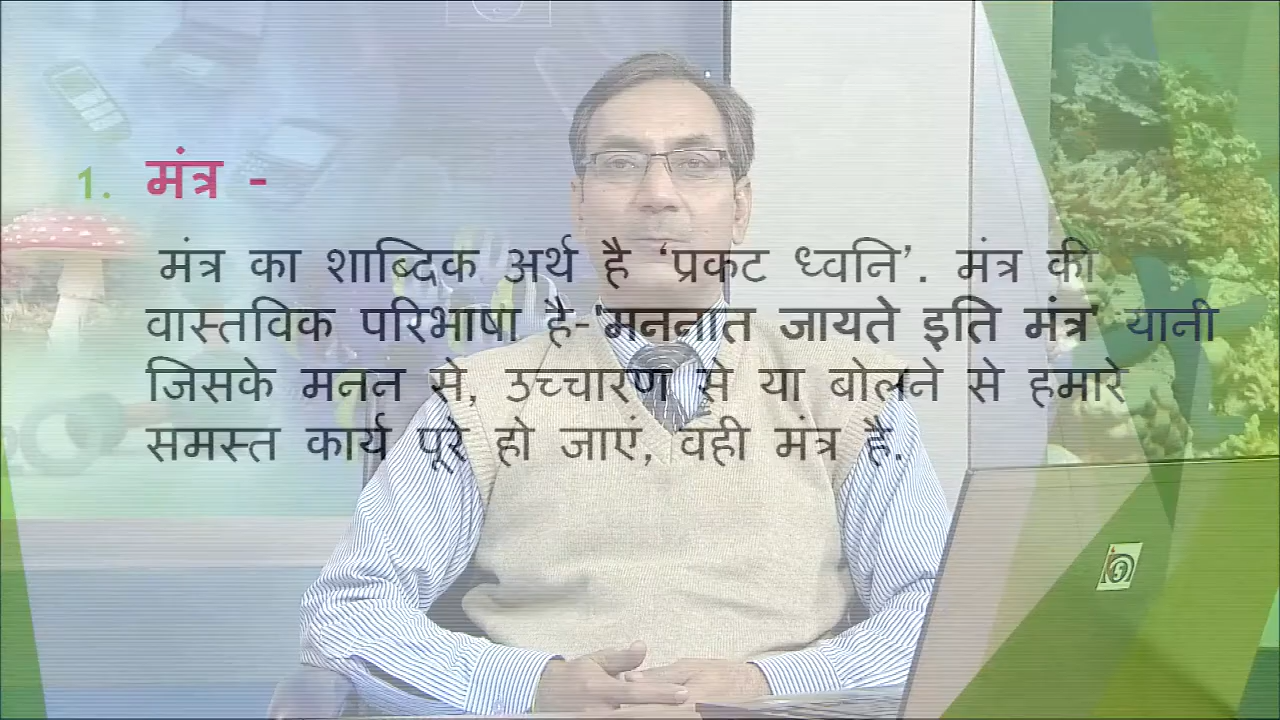 1. मंत्र -
मंत्र का शाब्दिक अर्थ है ‘प्रकट ध्वनि’. मंत्र की
वास्तविक परिभाषा है-‘मननात जायते इति मंत्र’ यानी
जिसके मनन से, उच्चारण से या बोलने से हमारे
समस्त कार्य पूरे हो जाएं, वही मंत्र है.